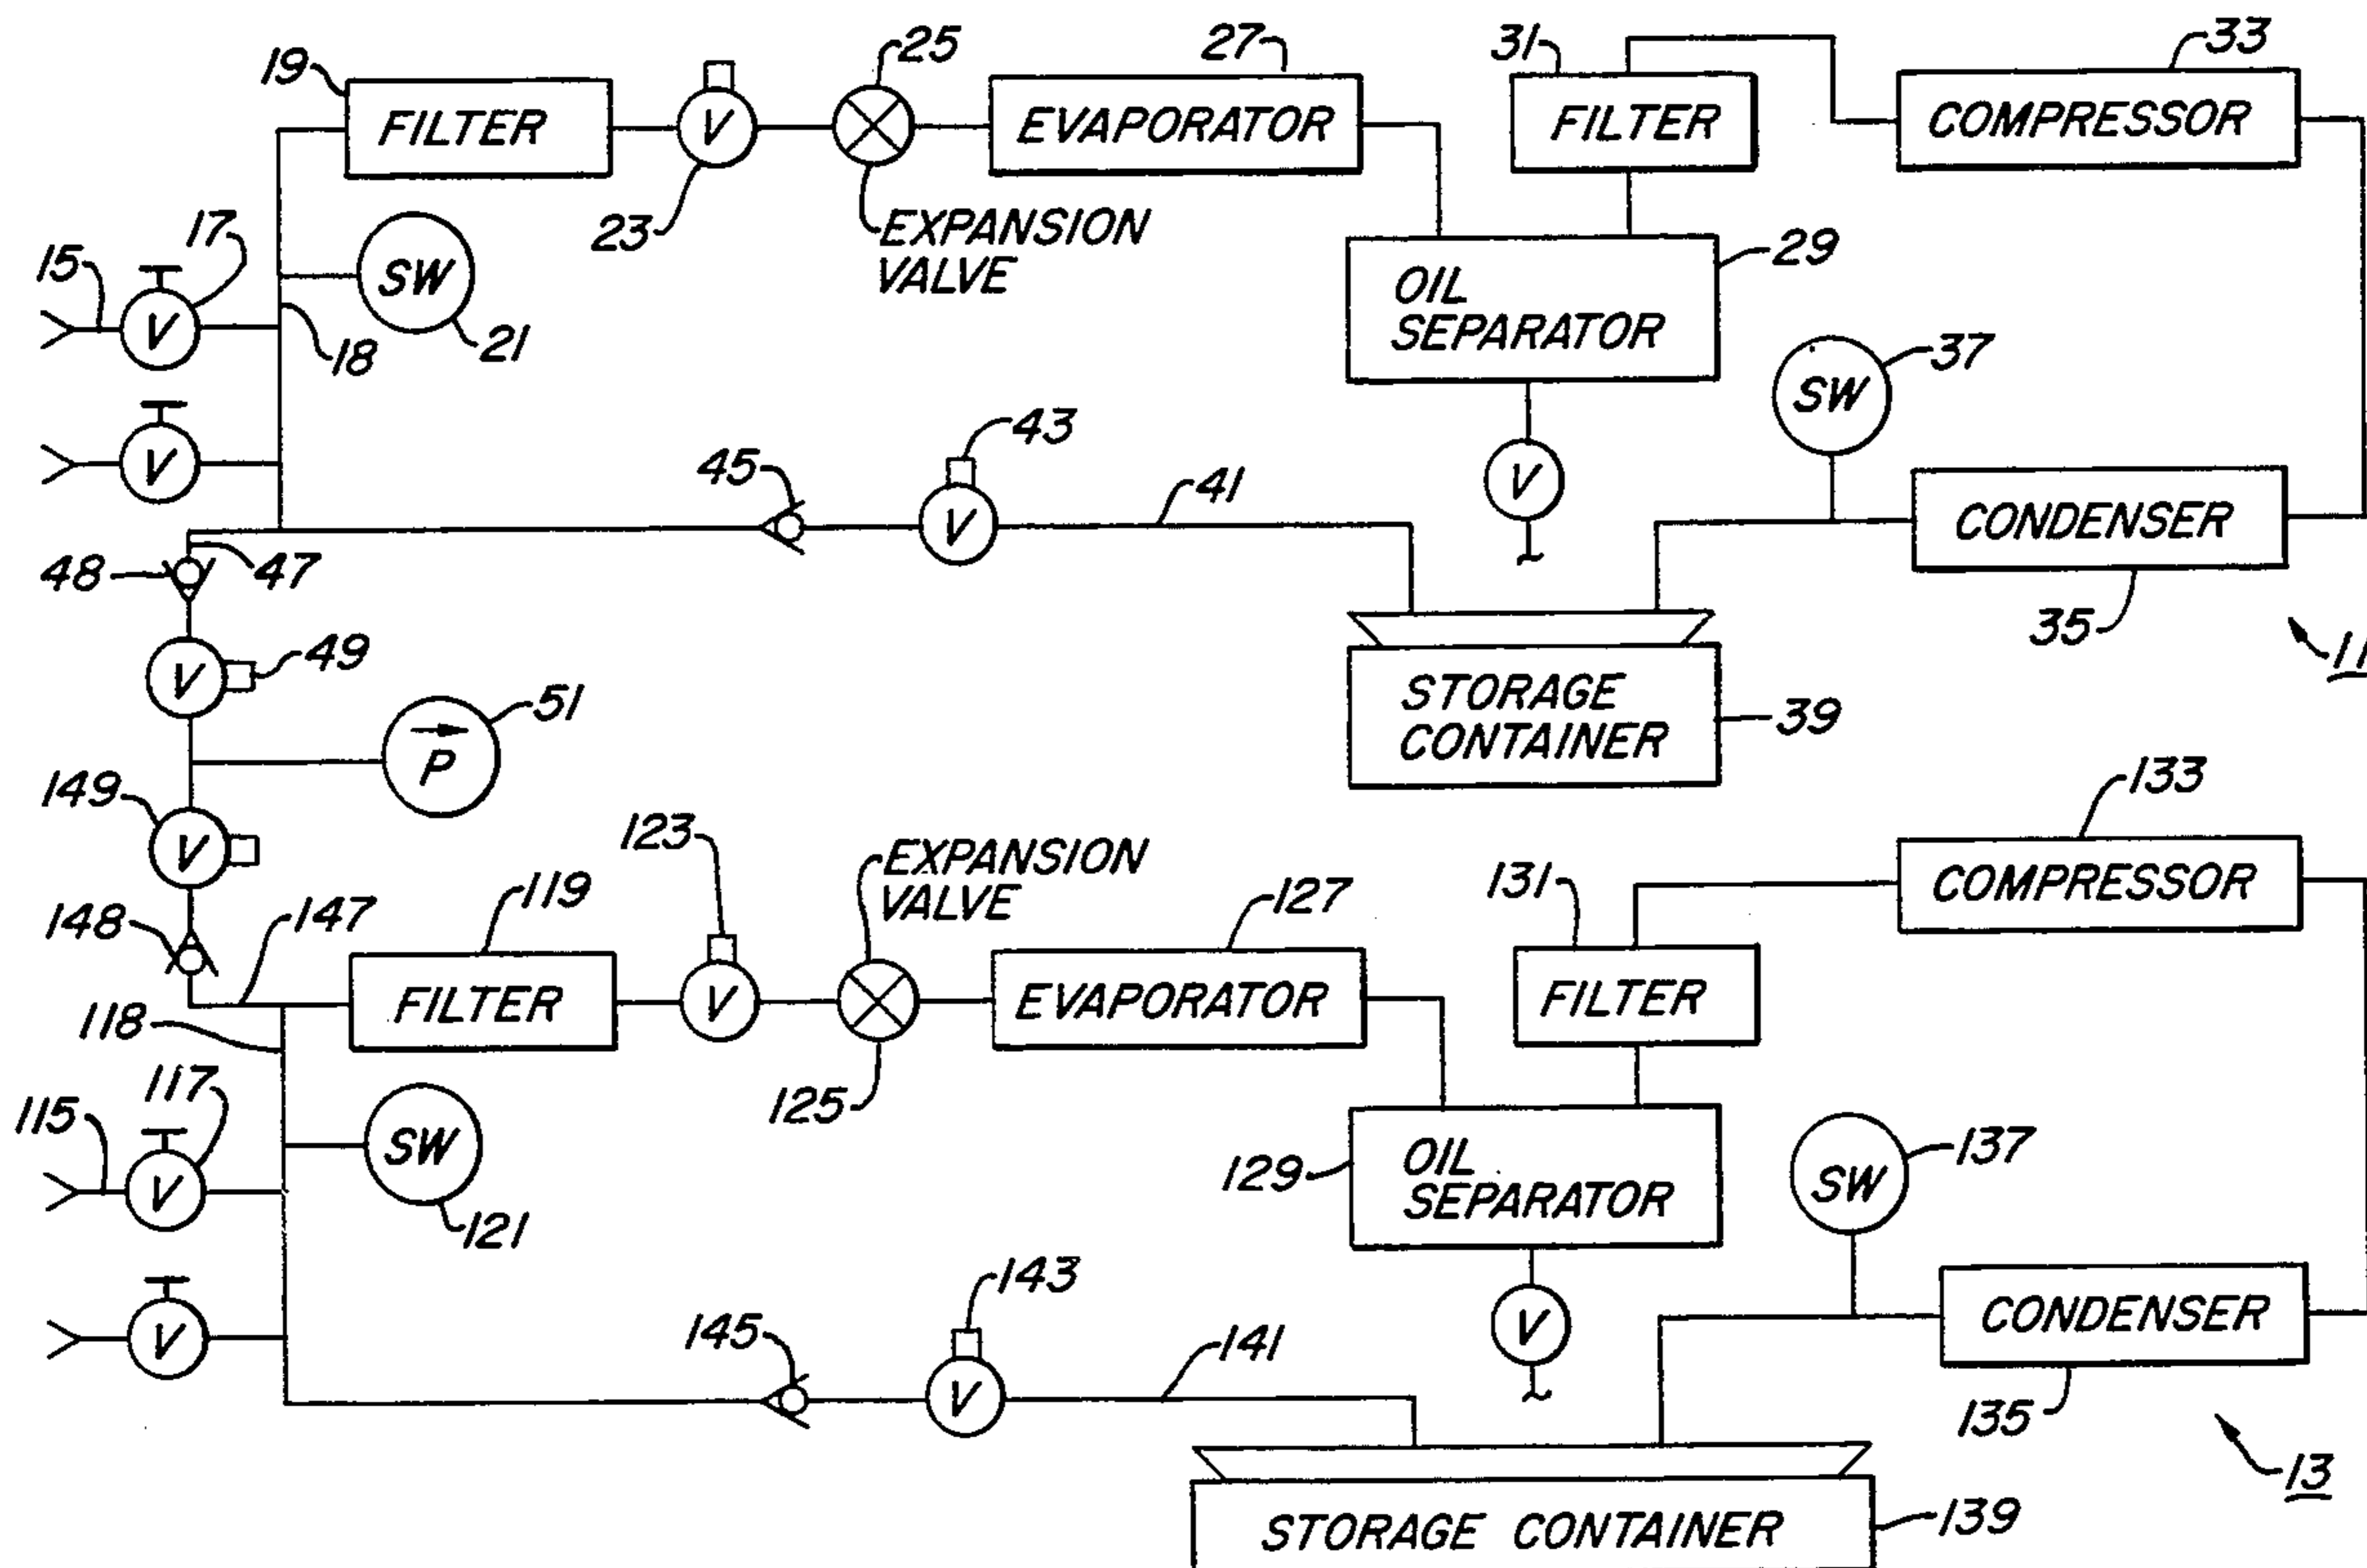 19
FILTER
V
23
25
EXPANSION
VALVE
27
EVAPORATOR
31
FILTER
33
COMPRESSOR
15
17
V
18
SW
21
OIL
SEPARATOR
29
V
SW
37
V
45
43
V
41
CONDENSER
35
11
48
47
V
49
STORAGE
CONTAINER
39
P
51
149
V
133
COMPRESSOR
123
V
EXPANSION
VALVE
125
127
EVAPORATOR
131
FILTER
148
147
119
FILTER
118
115
117
V
SW
121
129
OIL
SEPARATOR
V
SW
137
V
145
143
V
141
CONDENSER
135
13
STORAGE CONTAINER
139